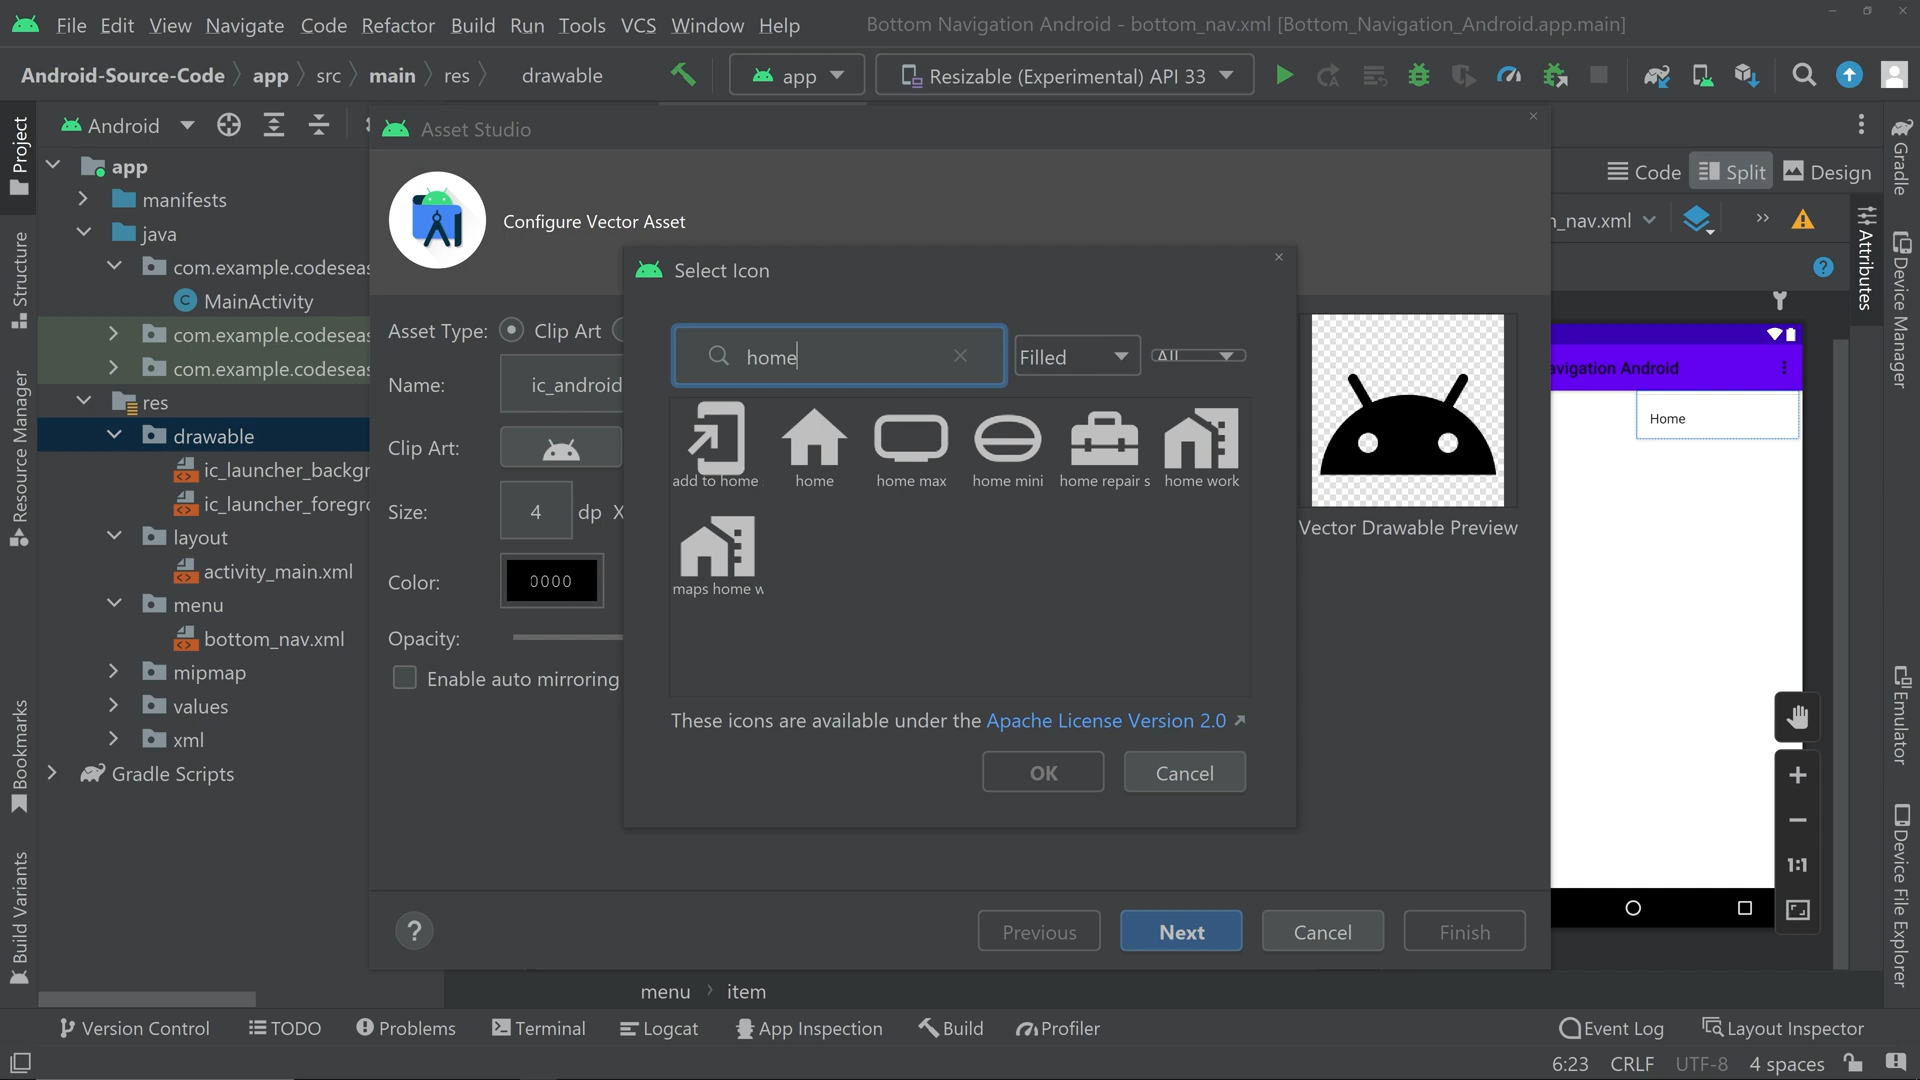 File Edit View Navigate Code Refactor Build Run Tools VCS Window Help
Bottom Navigation Android - bottom_nav.xml [Bottom_Navigation_Android.app.main]
Android-Source-Code app src main res drawable
app
Resizable (Experimental) API 33
Project
Android
app
manifests
java
com.example.codeseas
MainActivity
com.example.codeseas
com.example.codeseas
res
drawable
ic_launcher_backgr
ic_launcher_foregro
layout
activity_main.xml
menu
bottom_nav.xml
mipmap
values
xml
Gradle Scripts
Structure
Resource Manager
Bookmarks
Build Variants
Asset Studio
Configure Vector Asset
Asset Type: Clip Art
Name: ic_android
Clip Art:
Size: 4 dp X
Color: 0000
Opacity:
Enable auto mirroring
Select Icon
home
Filled
All
add to home
home
home max
home mini
home repair s
home work
maps home w
These icons are available under the Apache License Version 2.0
OK Cancel
Vector Drawable Preview
?
Previous Next Cancel Finish
Code Split Design
_nav.xml
?
avigation Android
Home
1:1
Attributes
Gradle
Device Manager
Emulator
Device File Explorer
menu item
Version Control TODO Problems Terminal Logcat App Inspection Build Profiler
Event Log Layout Inspector
6:23 CRLF UTF-8 4 spaces